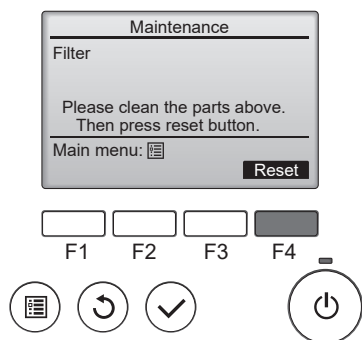 Maintenance
Filter
Please clean the parts above.
Then press reset button.
Main menu:
Reset
F1 F2 F3 F4